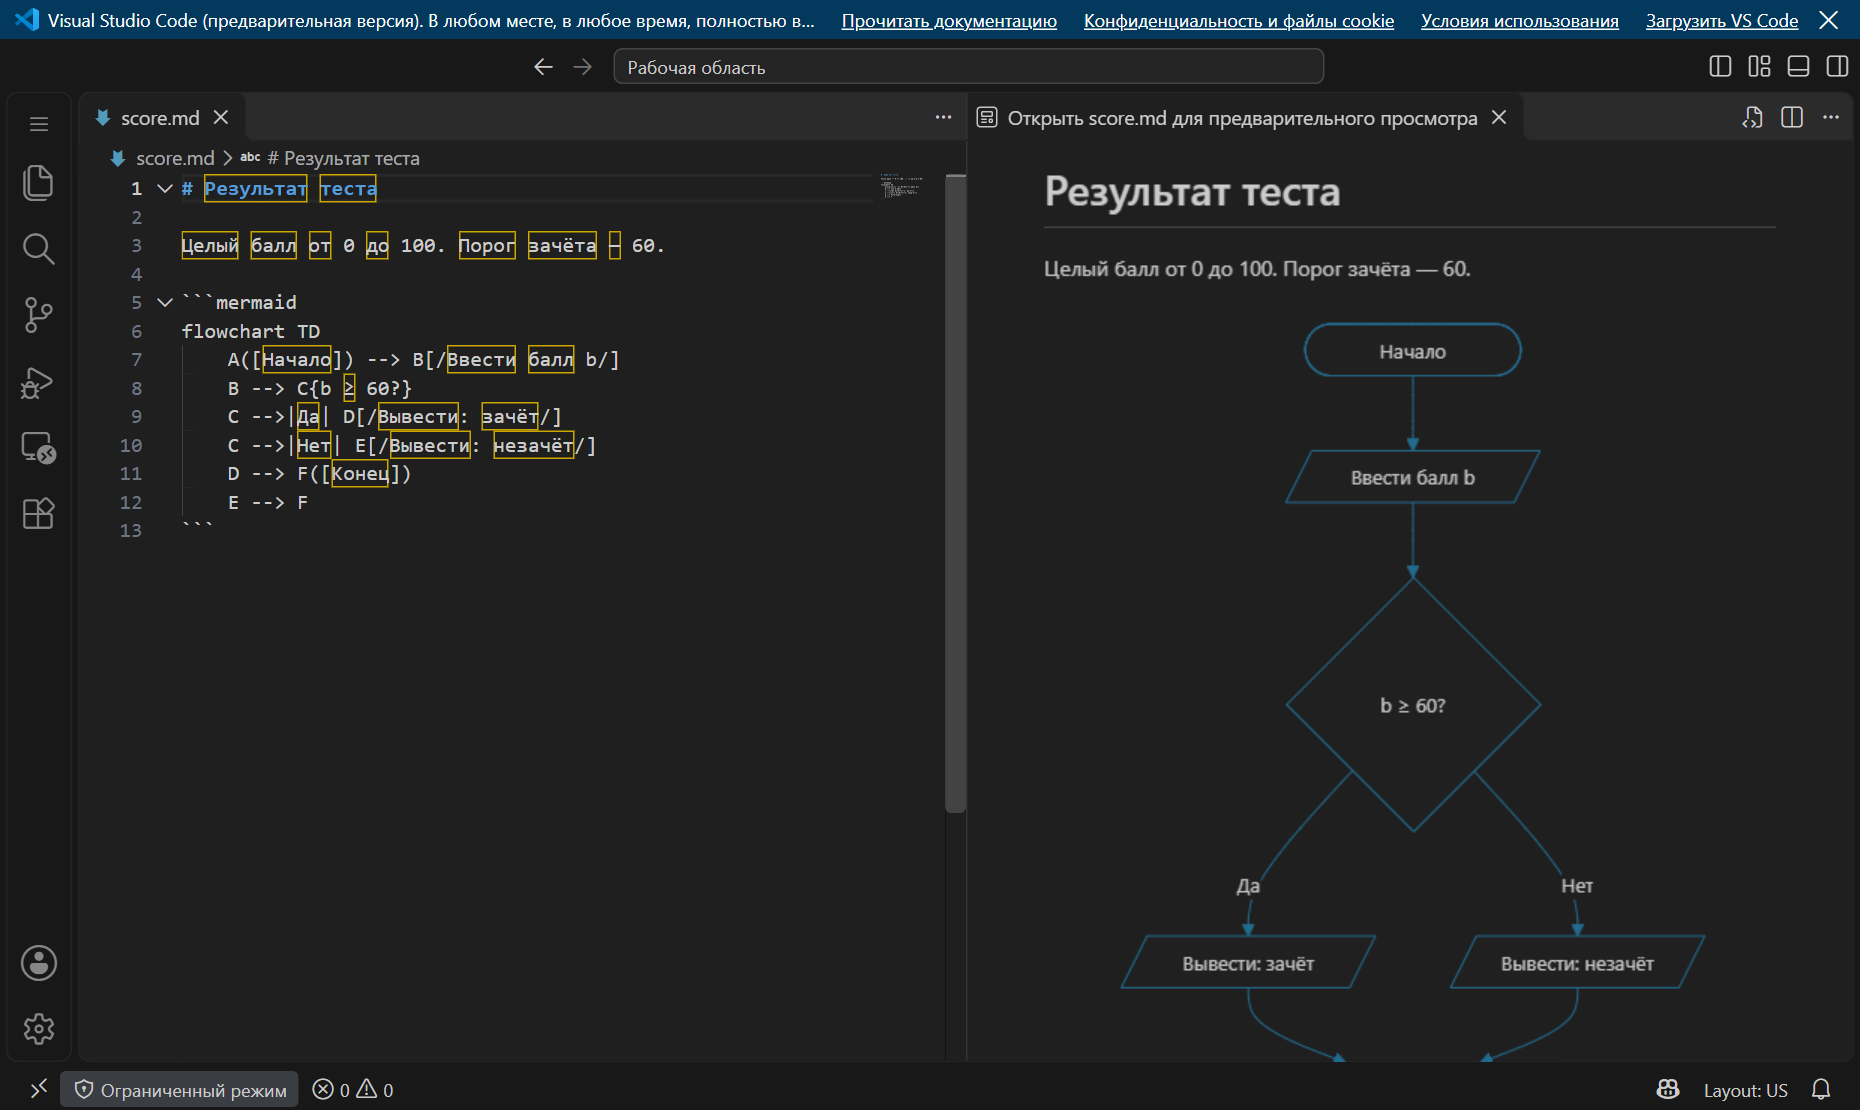 Visual Studio Code (предварительная версия). В любом месте, в любое время, полностью в...
Прочитать документацию
Конфиденциальность и файлы cookie
Условия использования
Загрузить VS Code
Рабочая область
score.md
score.md > abc # Результат теста
1 # Результат теста
2
3 Целый балл от 0 до 100. Порог зачёта — 60.
4
5 ```mermaid
6 flowchart TD
7     A([Начало]) --> B[/Ввести балл b/]
8     B --> C{b ≥ 60?}
9     C -->|Да| D[/Вывести: зачёт/]
10     C -->|Нет| E[/Вывести: незачёт/]
11     D --> F([Конец])
12     E --> F
13 ```
Открыть score.md для предварительного просмотра
Результат теста
Целый балл от 0 до 100. Порог зачёта — 60.
Начало
Ввести балл b
b ≥ 60?
Да
Нет
Вывести: зачёт
Вывести: незачёт
Ограниченный режим
0
0
Layout: US